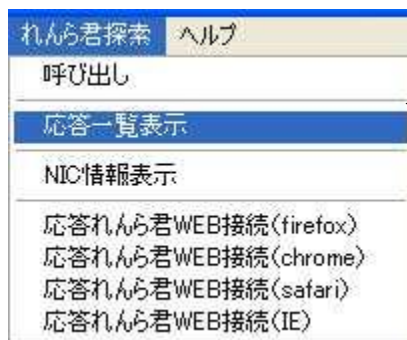 れんら君探索 ヘルプ
呼び出し
応答一覧表示
NIC情報表示
応答れんら君WEB接続(firefox)
応答れんら君WEB接続(chrome)
応答れんら君WEB接続(safari)
応答れんら君WEB接続(IE)